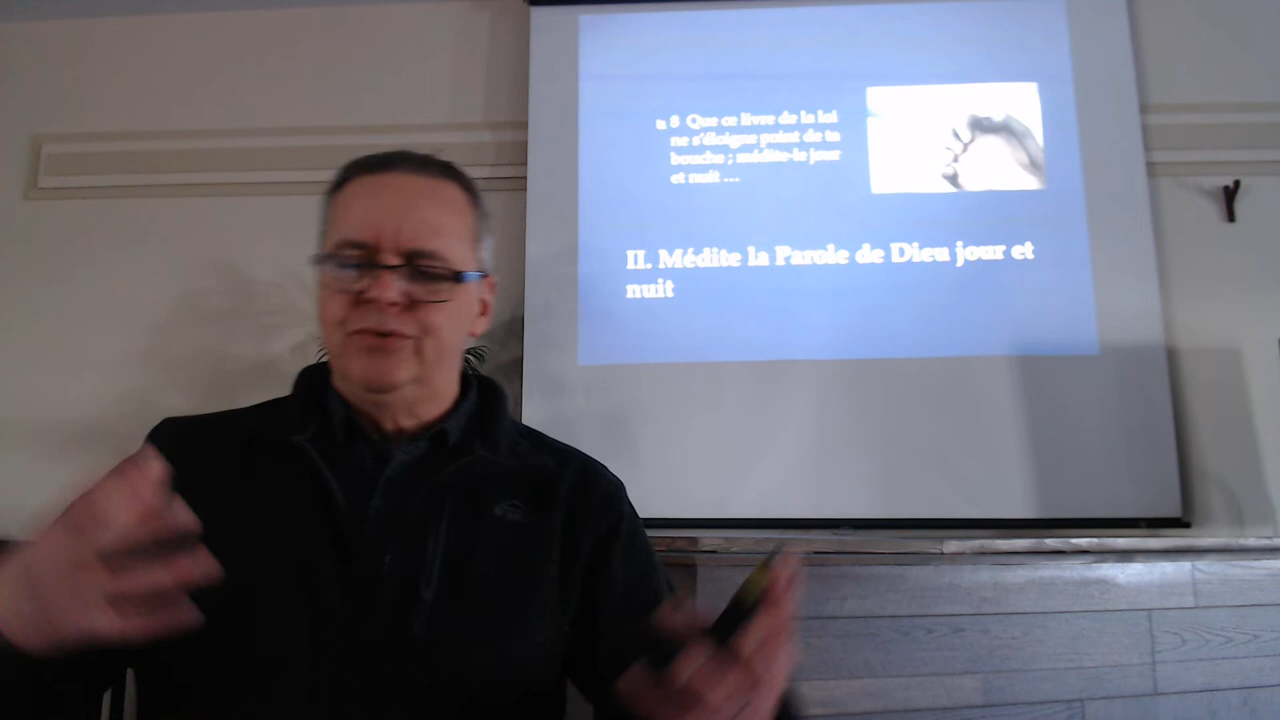 8 Que ce livre de la loi
ne s'éloigne point de ta
bouche ; médite-le jour
et nuit ...
II. Médite la Parole de Dieu jour et
nuit